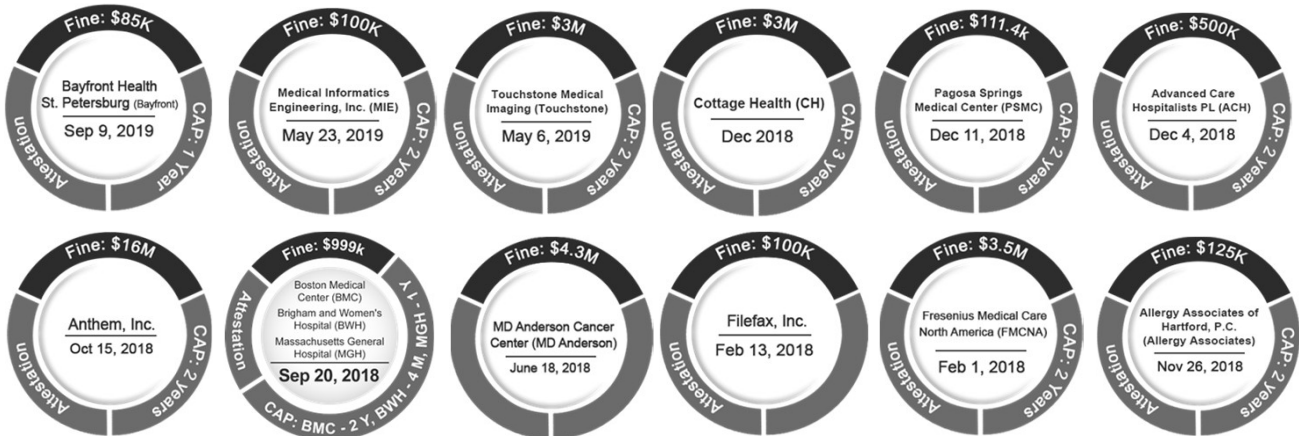 Fine: $85K
Bayfront Health
St. Petersburg (Bayfront)
Sep 9, 2019
CAP: 1 Year
Attestation
Fine: $100K
Medical Informatics
Engineering, Inc. (MIE)
May 23, 2019
CAP: 2 years
Attestation
Fine: $3M
Touchstone Medical
Imaging (Touchstone)
May 6, 2019
CAP: 2 years
Attestation
Fine: $3M
Cottage Health (CH)
Dec 2018
CAP: 3 years
Attestation
Fine: $111.4k
Pagosa Springs
Medical Center (PSMC)
Dec 11, 2018
CAP: 2 years
Attestation
Fine: $500K
Advanced Care
Hospitalists PL (ACH)
Dec 4, 2018
CAP: 2 years
Attestation
Fine: $16M
Anthem, Inc.
Oct 15, 2018
CAP: 2 years
Attestation
Fine: $999k
Boston Medical
Center (BMC)
Brigham and Women's
Hospital (BWH)
Massachusetts General
Hospital (MGH)
Sep 20, 2018
CAP: BMC - 2 Y, BWH - 4 M, MGH - 1Y
Attestation
Fine: $4.3M
MD Anderson Cancer
Center (MD Anderson)
June 18, 2018
Fine: $100K
Filefax, Inc.
Feb 13, 2018
Attestation
Fine: $3.5M
Fresenius Medical Care
North America (FMCNA)
Feb 1, 2018
CAP: 2 Years
Attestation
Fine: $125K
Allergy Associates of
Hartford, P.C.
(Allergy Associates)
Nov 26, 2018
CAP: 2 years
Attestation